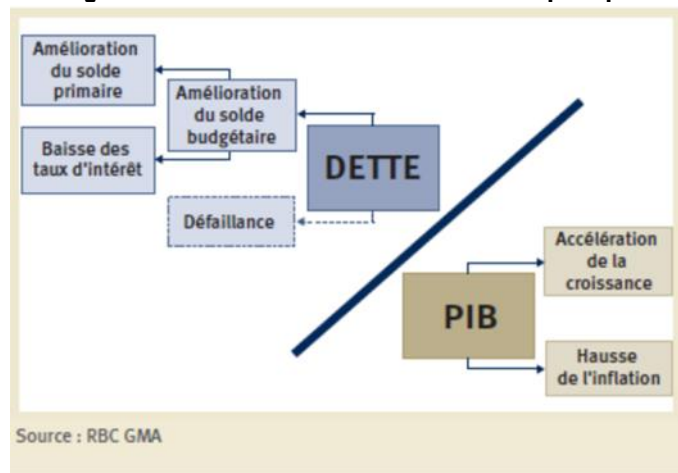 Amélioration
du solde
primaire
Amélioration
du solde
budgétaire
Baisse des
taux d'intérêt
DETTE
Défaillance
Accélération
de la
croissance
PIB
Hausse
de l'inflation
Source : RBC GMA